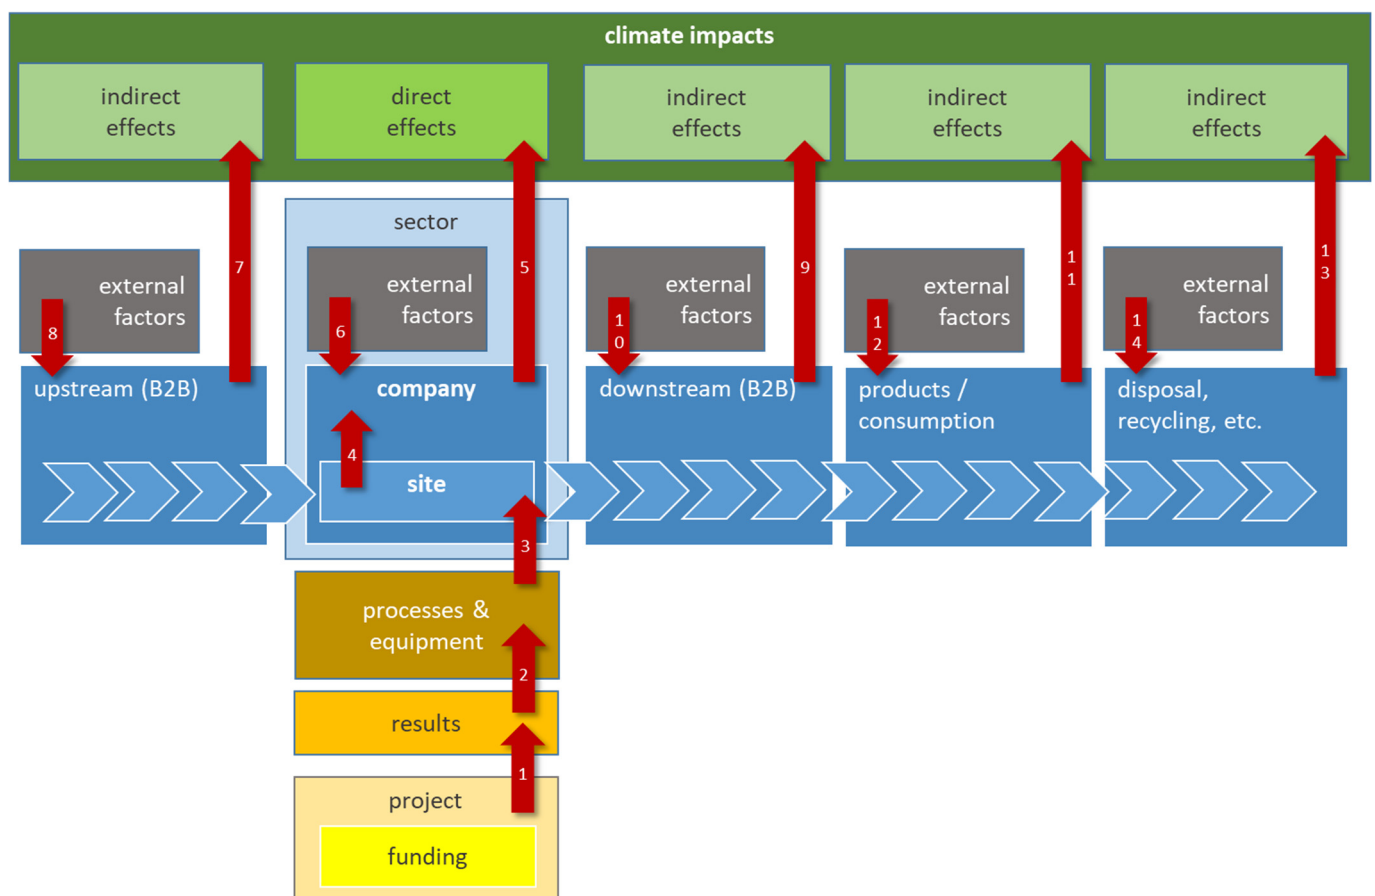 climate impacts
indirect
effects
direct
effects
indirect
effects
indirect
effects
indirect
effects
7
5
9
1
1
1
3
sector
external
factors
8
external
factors
6
external
factors
1
0
external
factors
1
2
external
factors
1
4
upstream (B2B)
company
downstream (B2B)
products /
consumption
disposal,
recycling, etc.
4
site
3
processes &
equipment
2
results
1
project
funding